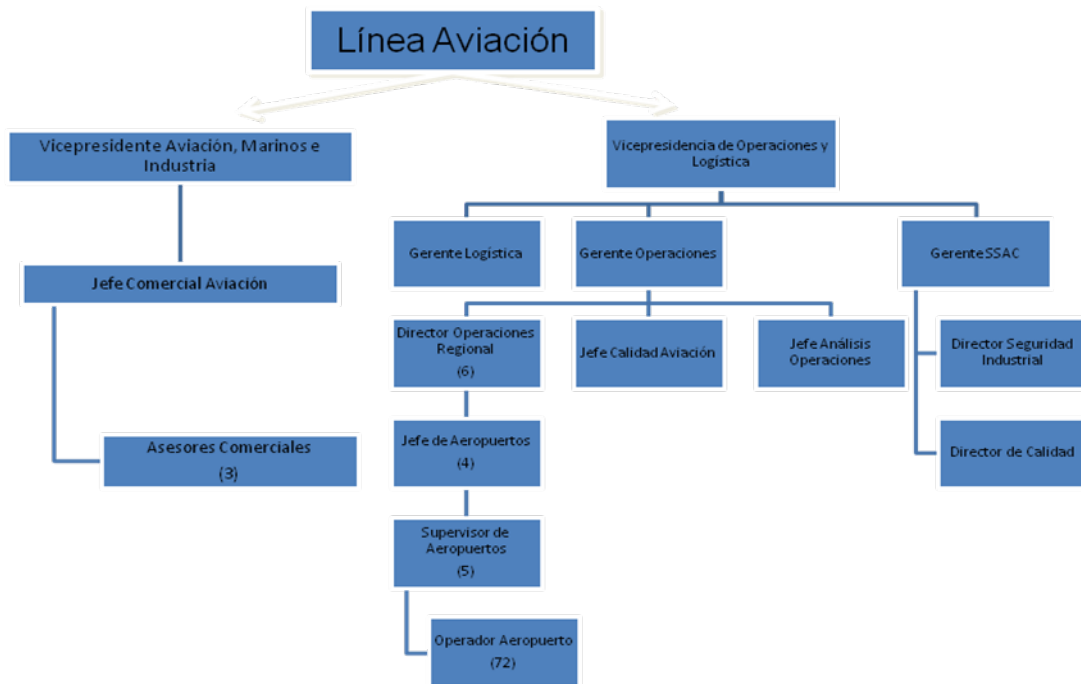 Línea Aviación
Vicepresidente Aviación, Marinos e
Industria
Vicepresidencia de Operaciones y
Logística
Gerente Logística
Gerente Operaciones
Gerente SSAC
Jefe Comercial Aviación
Director Operaciones
Regional
(6)
Jefe Calidad Aviación
Jefe Análisis
Operaciones
Director Seguridad
Industrial
Asesores Comerciales
(3)
Jefe de Aeropuertos
(4)
Director de Calidad
Supervisor de
Aeropuertos
(5)
Operador Aeropuerto
(72)